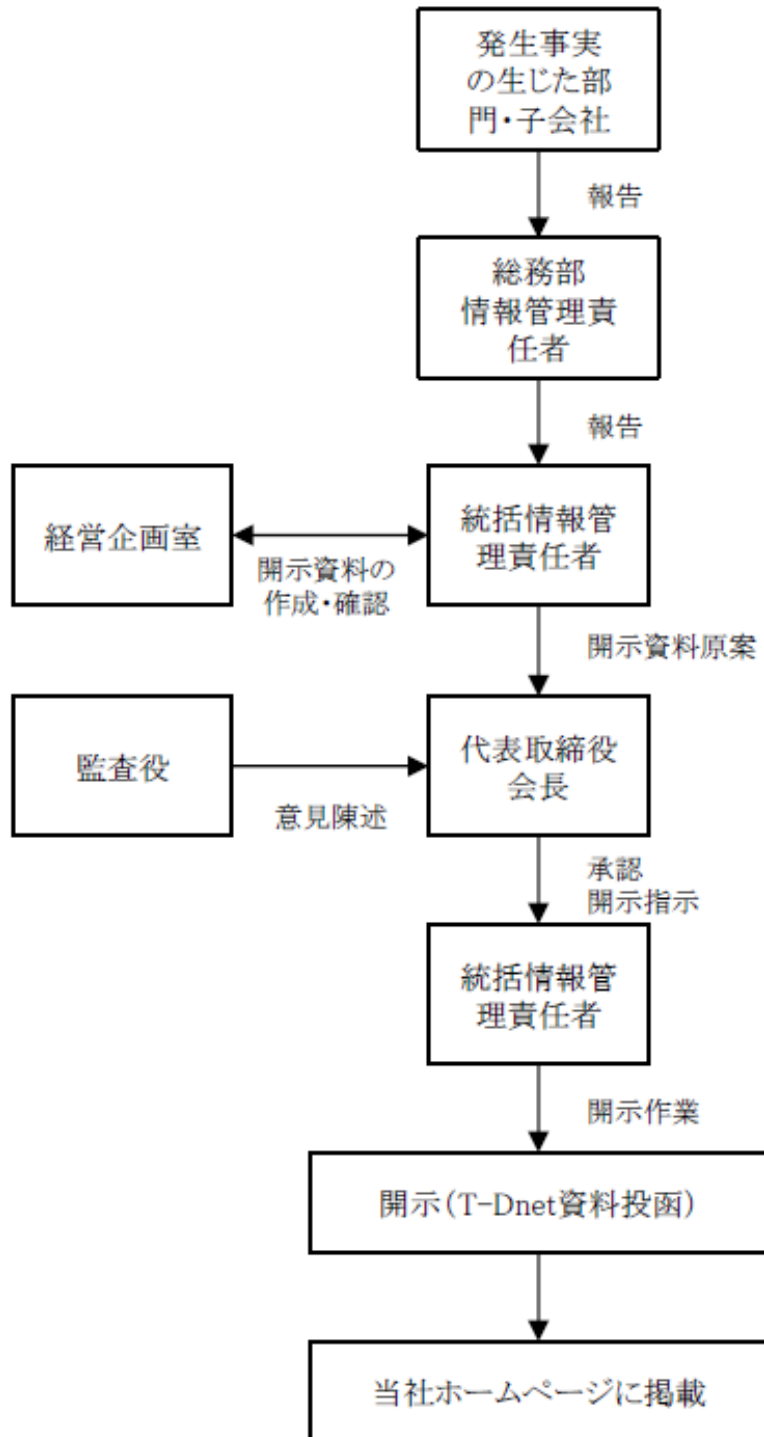 発生事実
の生じた部
門・子会社
報告
総務部
情報管理責
任者
報告
経営企画室
統括情報管
理責任者
開示資料の
作成・確認
開示資料原案
監査役
代表取締役
会長
意見陳述
承認
開示指示
統括情報管
理責任者
開示作業
開示(T-Dnet資料投函)
当社ホームページに掲載